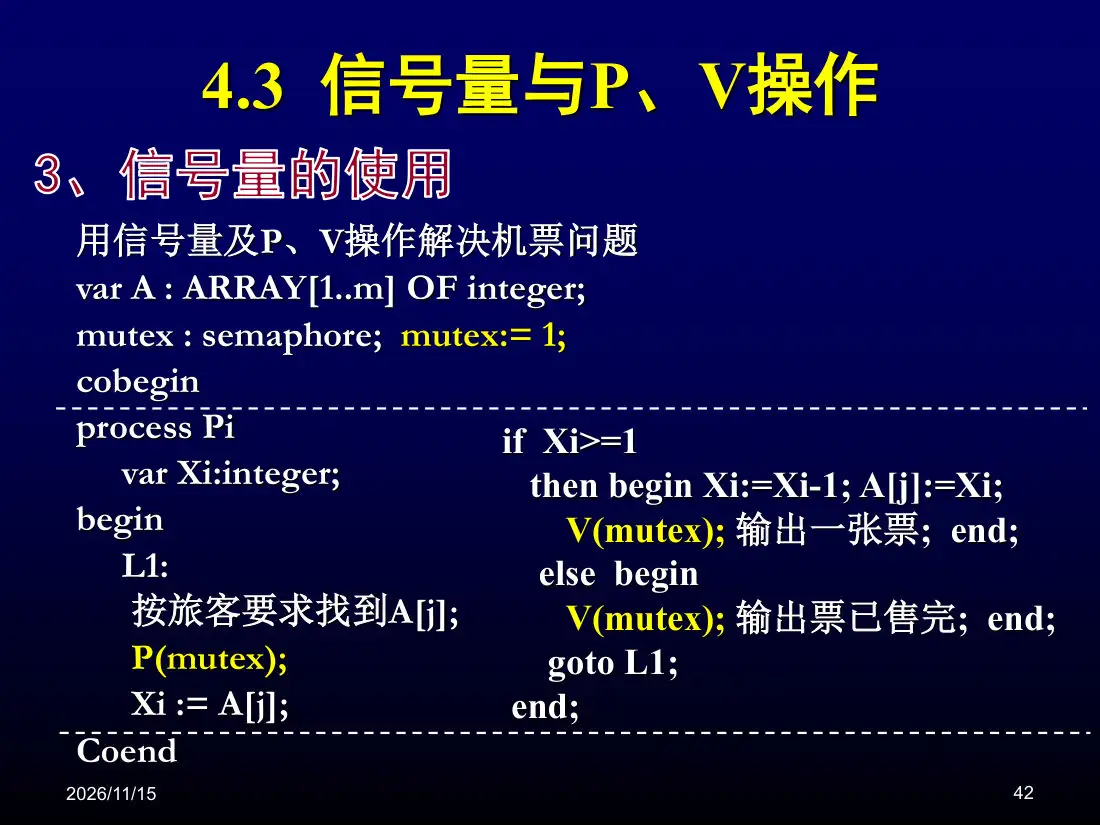 4.3 信号量与P、V操作
3、信号量的使用
用信号量及P、V操作解决机票问题
var A : ARRAY[1..m] OF integer;
mutex : semaphore; mutex:= 1;
cobegin
process Pi
var Xi:integer;
begin
L1:
按旅客要求找到A[j];
P(mutex);
Xi := A[j];
if Xi>=1
then begin Xi:=Xi-1; A[j]:=Xi;
V(mutex); 输出一张票; end;
else begin
V(mutex); 输出票已售完; end;
goto L1;
end;
Coend
2026/11/15
42